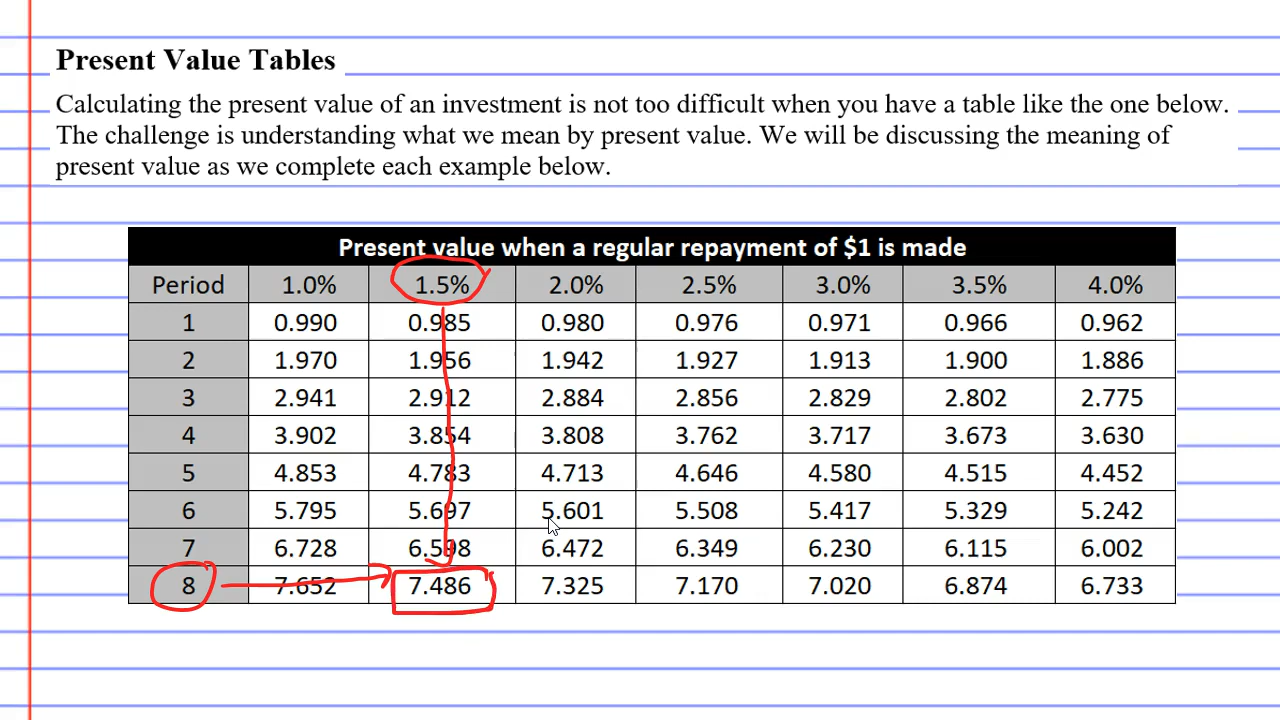 Present Value Tables
Calculating the present value of an investment is not too difficult when you have a table like the one below.
The challenge is understanding what we mean by present value. We will be discussing the meaning of
present value as we complete each example below.
Present value when a regular repayment of $1 is made
Period 1.0% 1.5% 2.0% 2.5% 3.0% 3.5% 4.0%
1 0.990 0.985 0.980 0.976 0.971 0.966 0.962
2 1.970 1.956 1.942 1.927 1.913 1.900 1.886
3 2.941 2.912 2.884 2.856 2.829 2.802 2.775
4 3.902 3.854 3.808 3.762 3.717 3.673 3.630
5 4.853 4.783 4.713 4.646 4.580 4.515 4.452
6 5.795 5.697 5.601 5.508 5.417 5.329 5.242
7 6.728 6.598 6.472 6.349 6.230 6.115 6.002
8 7.652 7.486 7.325 7.170 7.020 6.874 6.733